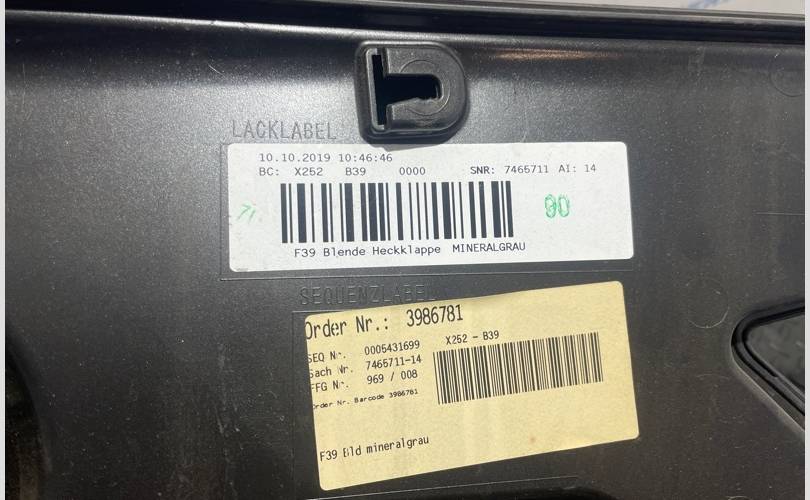 LACKLABEL
10.10.2019 10:46:46
BC: X252 B39 0000 SNR: 7465711 AI: 14
71. 90
F39 Blende Heckklappe MINERALGRAU
SEQUENZLABEL
Order Nr.: 3986781
SEQ Nr. 0005431699 X252 - B39
Sach Nr. 7465711-14
FFG Nr. 969 / 008
Order Nr. Barcode 3986781
F39 Bld mineralgrau